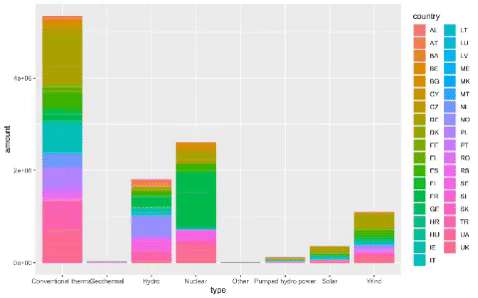 country
AL
AT
BA
BE
BG
CY
CZ
DE
DK
EE
EL
ES
FI
FR
GE
HR
HU
IE
IT
LT
LU
LV
ME
MK
MT
NL
NO
PL
PT
RO
RS
SE
SI
SK
TR
UA
UK
amount
4e+06
2e+06
0e+00
Conventional thermal Geothermal Hydro Nuclear Other Pumped hydro power Solar Wind
type